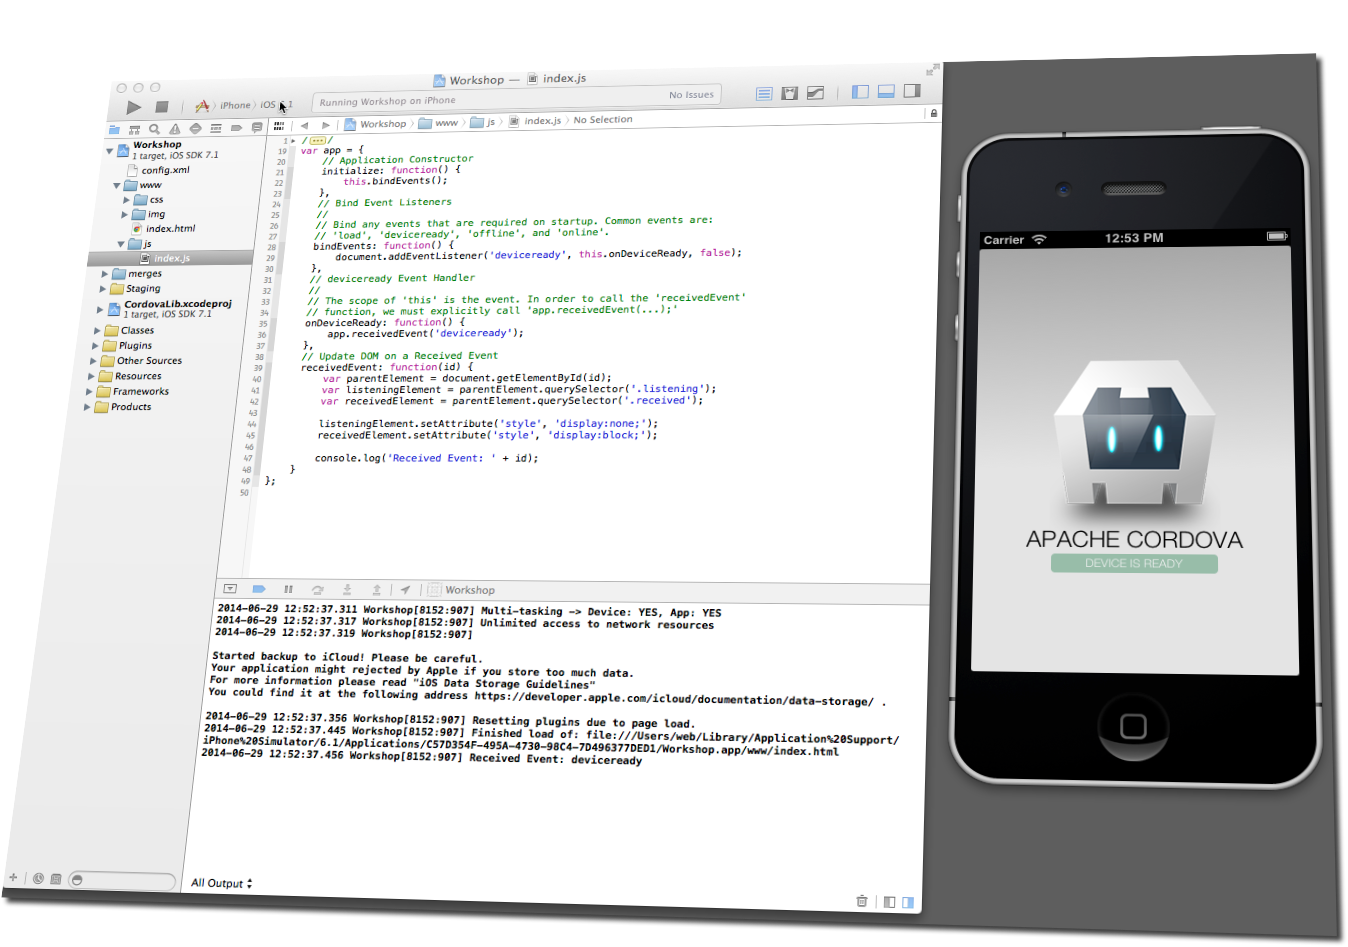 Workshop — index.js
iPhone › iOS 6.1
Running Workshop on iPhone
No Issues
Workshop › www › js › index.js › No Selection
Workshop
1 target, iOS SDK 7.1
config.xml
www
css
img
index.html
js
index.js
merges
Staging
CordovaLib.xcodeproj
1 target, iOS SDK 7.1
Classes
Plugins
Other Sources
Resources
Frameworks
Products
1 /*...*/
19 var app = {
20 // Application Constructor
21 initialize: function() {
22 this.bindEvents();
23 },
24 // Bind Event Listeners
25 //
26 // Bind any events that are required on startup. Common events are:
27 // 'load', 'deviceready', 'offline', and 'online'.
28 bindEvents: function() {
29 document.addEventListener('deviceready', this.onDeviceReady, false);
30 },
31 // deviceready Event Handler
32 //
33 // The scope of 'this' is the event. In order to call the 'receivedEvent'
34 // function, we must explicitly call 'app.receivedEvent(...);'
35 onDeviceReady: function() {
36 app.receivedEvent('deviceready');
37 },
38 // Update DOM on a Received Event
39 receivedEvent: function(id) {
40 var parentElement = document.getElementById(id);
41 var listeningElement = parentElement.querySelector('.listening');
42 var receivedElement = parentElement.querySelector('.received');
43
44 listeningElement.setAttribute('style', 'display:none;');
45 receivedElement.setAttribute('style', 'display:block;');
46
47 console.log('Received Event: ' + id);
48 }
49 };
50
Workshop
2014-06-29 12:52:37.311 Workshop[8152:907] Multi-tasking -> Device: YES, App: YES
2014-06-29 12:52:37.317 Workshop[8152:907] Unlimited access to network resources
2014-06-29 12:52:37.319 Workshop[8152:907]
Started backup to iCloud! Please be careful.
Your application might rejected by Apple if you store too much data.
For more information please read "iOS Data Storage Guidelines"
You could find it at the following address https://developer.apple.com/icloud/documentation/data-storage/ .
2014-06-29 12:52:37.356 Workshop[8152:907] Resetting plugins due to page load.
2014-06-29 12:52:37.445 Workshop[8152:907] Finished load of: file:///Users/web/Library/Application%20Support/
iPhone%20Simulator/6.1/Applications/C57D354F-495A-4730-98C4-7D496377DED1/Workshop.app/www/index.html
2014-06-29 12:52:37.456 Workshop[8152:907] Received Event: deviceready
All Output
Carrier
12:53 PM
APACHE CORDOVA
DEVICE IS READY